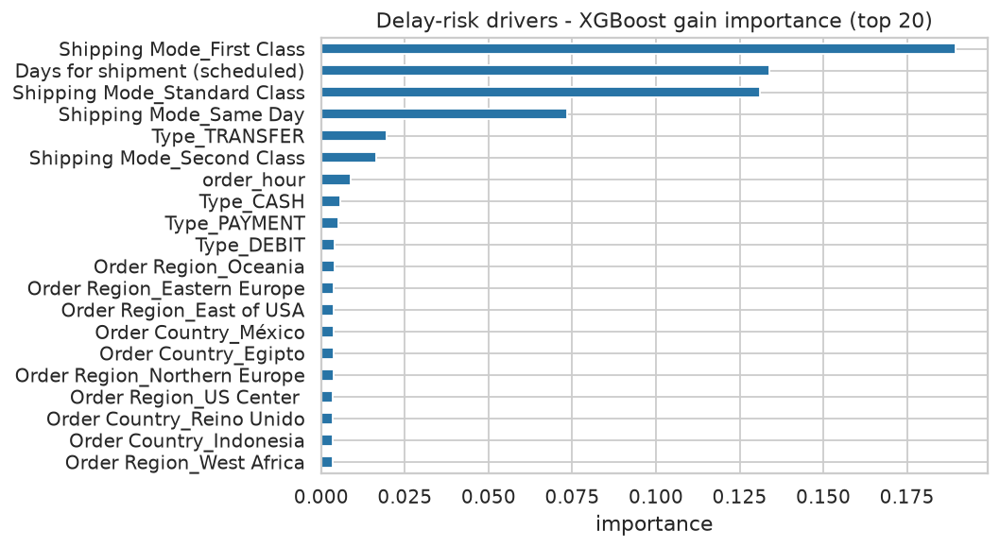 Delay-risk drivers - XGBoost gain importance (top 20)
Shipping Mode_First Class
Days for shipment (scheduled)
Shipping Mode_Standard Class
Shipping Mode_Same Day
Type_TRANSFER
Shipping Mode_Second Class
order_hour
Type_CASH
Type_PAYMENT
Type_DEBIT
Order Region_Oceania
Order Region_Eastern Europe
Order Region_East of USA
Order Country_México
Order Country_Egipto
Order Region_Northern Europe
Order Region_US Center
Order Country_Reino Unido
Order Country_Indonesia
Order Region_West Africa
0.000 0.025 0.050 0.075 0.100 0.125 0.150 0.175
importance